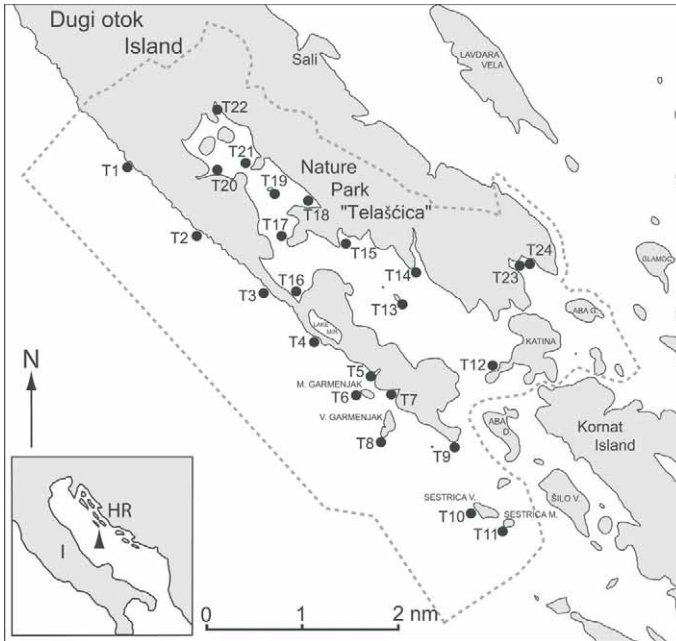 Dugi otok
Island
Sali
LAVDARA
VELA
T22
T21
T1
T20
T19
Nature
Park
"Telašćica"
T18
T2
T17
T15
T14
T24
T23
GLAMOČ
T16
T3
T13
ABA G.
LAKE
MIR
T4
KATINA
N
T12
T5
M. GARMENJAK
T6
T7
V. GARMENJAK
T8
T9
ABA
D.
Kornat
Island
SESTRICA V.
ŠILO V.
T10
SESTRICA M.
T11
HR
I
0
1
2 nm